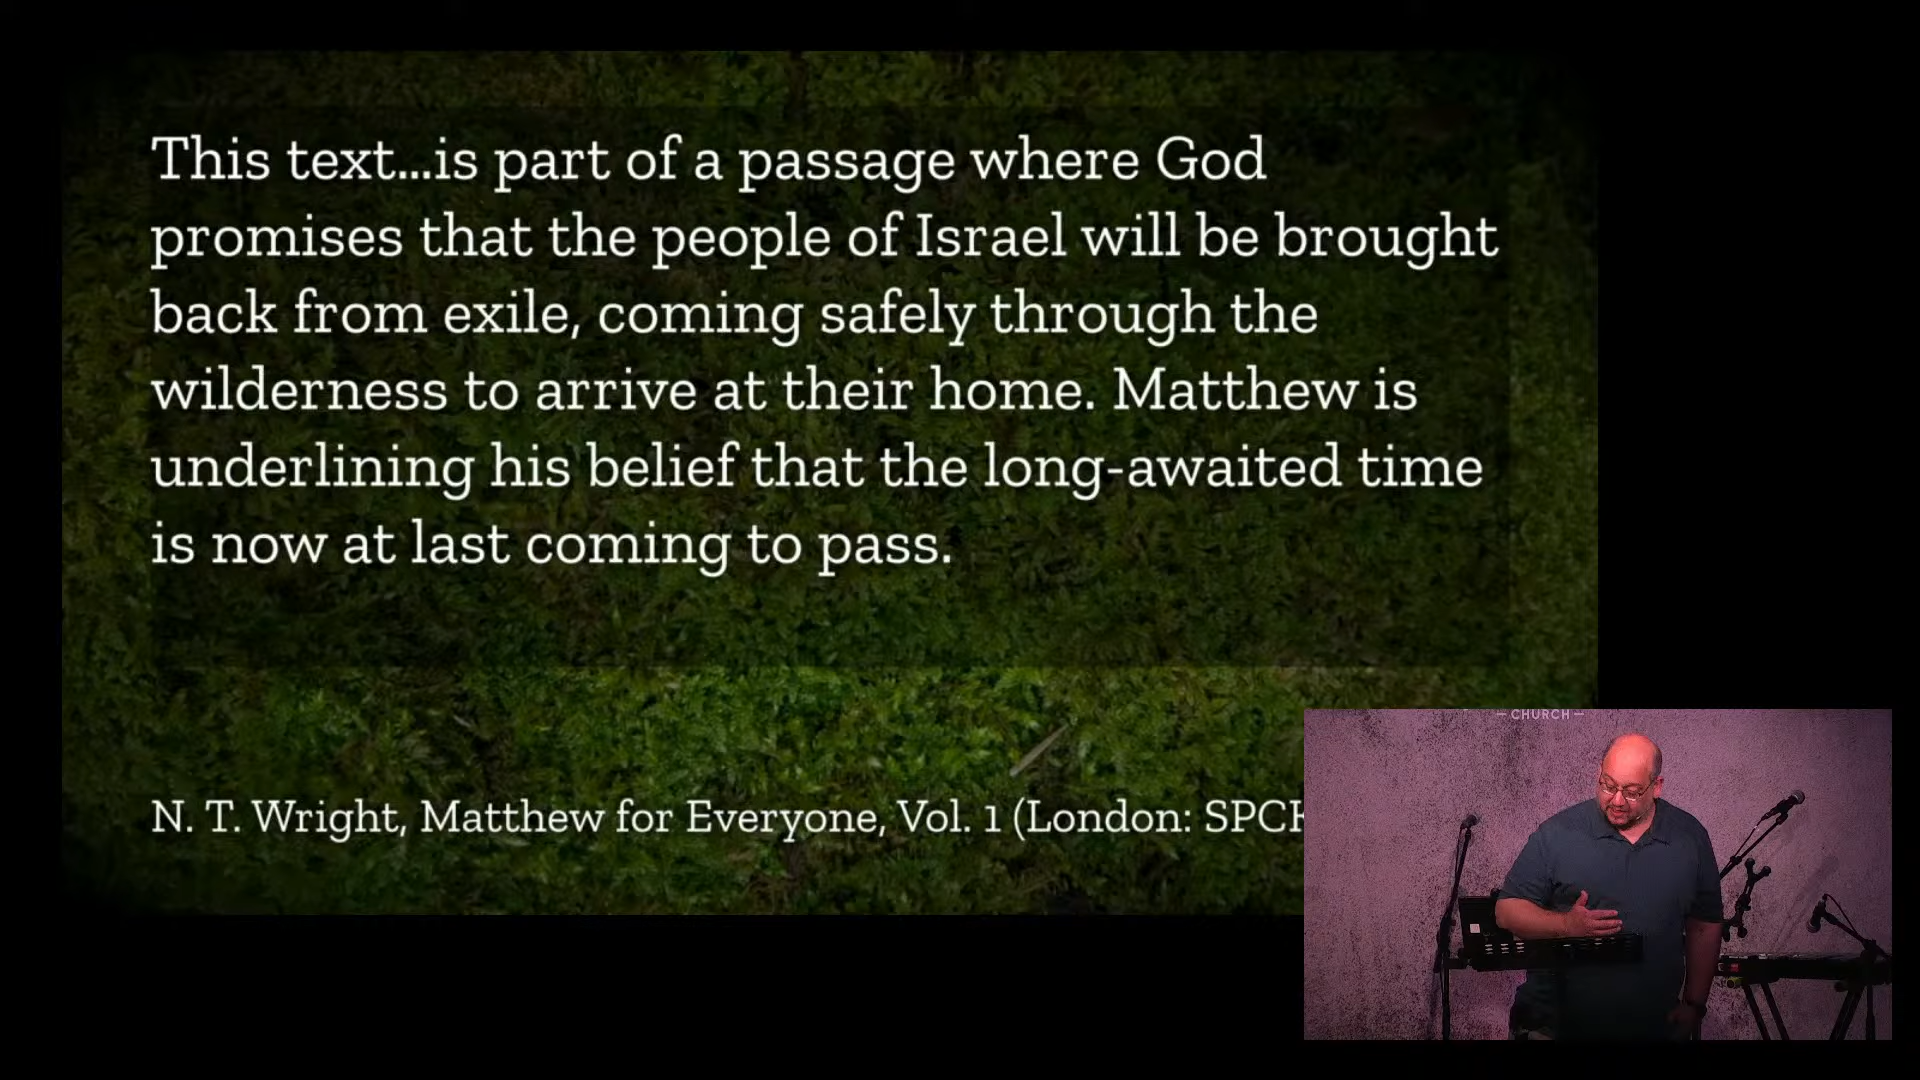 This text...is part of a passage where God
promises that the people of Israel will be brought
back from exile, coming safely through the
wilderness to arrive at their home. Matthew is
underlining his belief that the long-awaited time
is now at last coming to pass.
N. T. Wright, Matthew for Everyone, Vol. 1 (London: SPCK
— CHURCH —